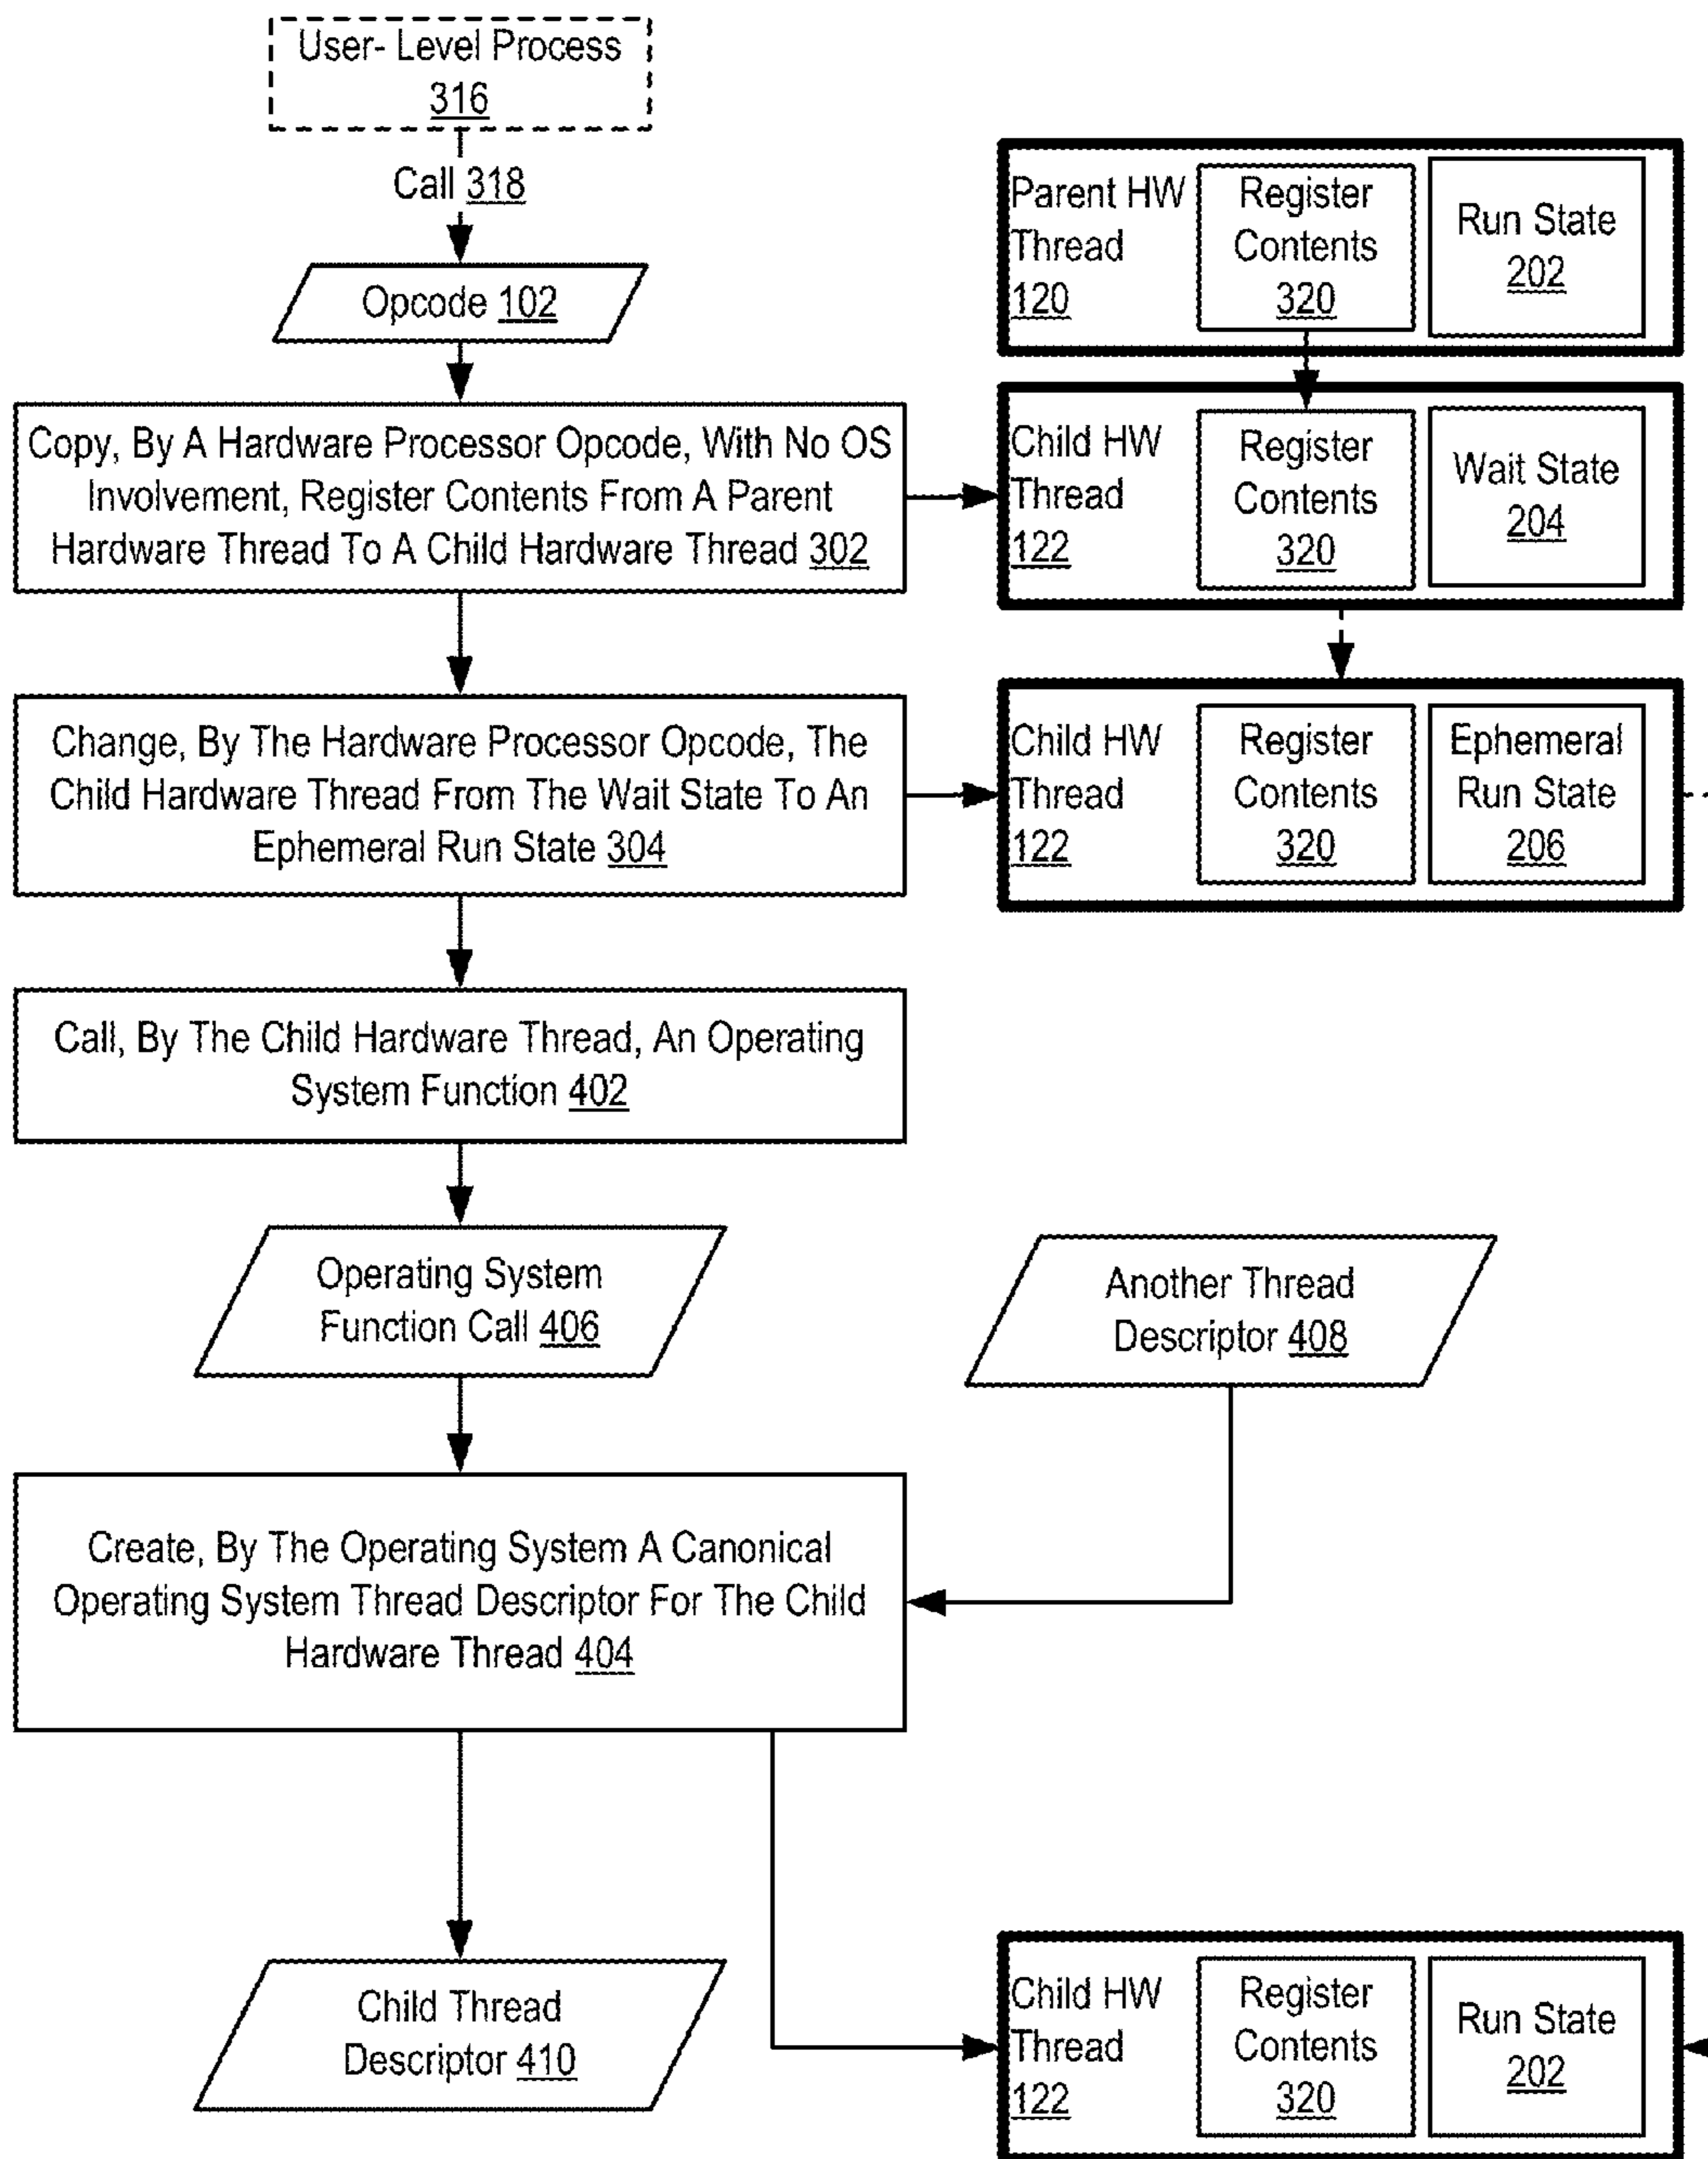 User- Level Process
316
Call 318
Opcode 102
Parent HW
Thread
120
Register
Contents
320
Run State
202
Copy, By A Hardware Processor Opcode, With No OS
Involvement, Register Contents From A Parent
Hardware Thread To A Child Hardware Thread 302
Child HW
Thread
122
Register
Contents
320
Wait State
204
Change, By The Hardware Processor Opcode, The
Child Hardware Thread From The Wait State To An
Ephemeral Run State 304
Child HW
Thread
122
Register
Contents
320
Ephemeral
Run State
206
Call, By The Child Hardware Thread, An Operating
System Function 402
Operating System
Function Call 406
Another Thread
Descriptor 408
Create, By The Operating System A Canonical
Operating System Thread Descriptor For The Child
Hardware Thread 404
Child Thread
Descriptor 410
Child HW
Thread
122
Register
Contents
320
Run State
202